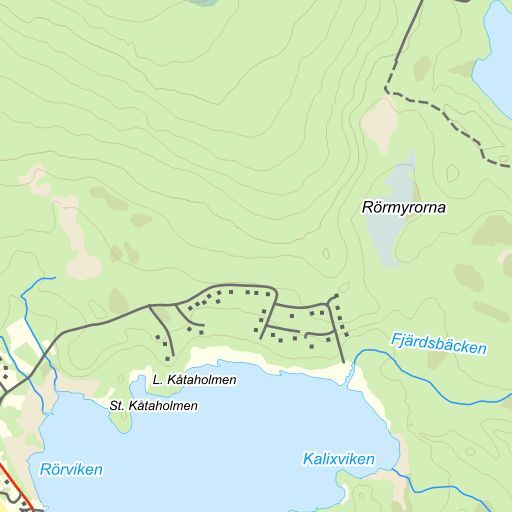 Rörmyrorna
Fjärdsbäcken
L. Kåtaholmen
St. Kåtaholmen
Kalixviken
Rörviken